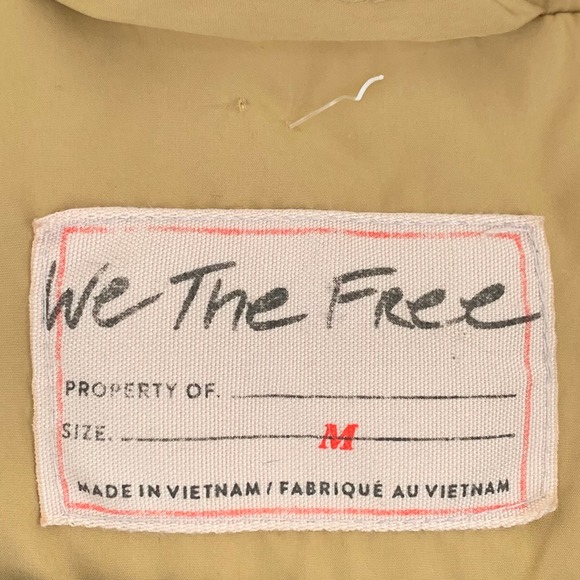 We The Free
PROPERTY OF.
SIZE. M
MADE IN VIETNAM / FABRIQUÉ AU VIETNAM